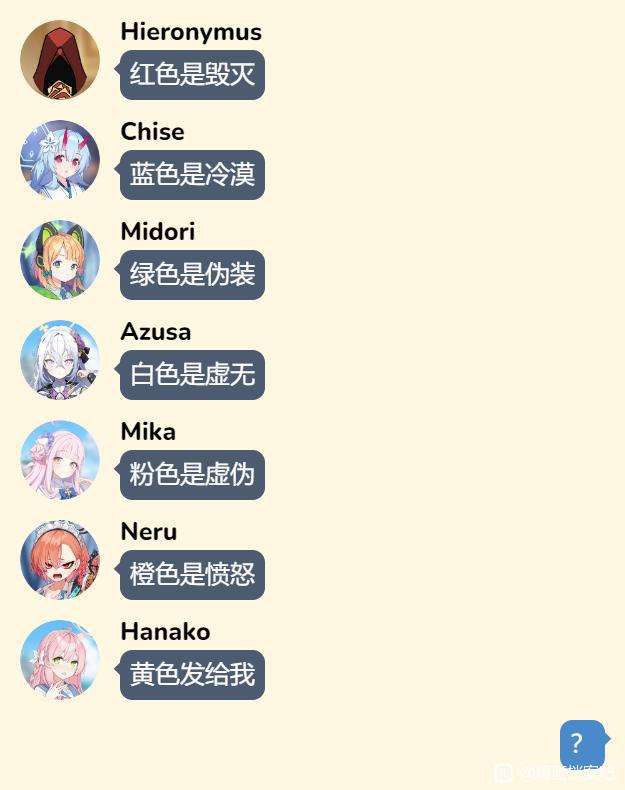 Hieronymus
红色是毁灭
Chise
蓝色是冷漠
Midori
绿色是伪装
Azusa
白色是虚无
Mika
粉色是虚伪
Neru
橙色是愤怒
Hanako
黄色发给我
？